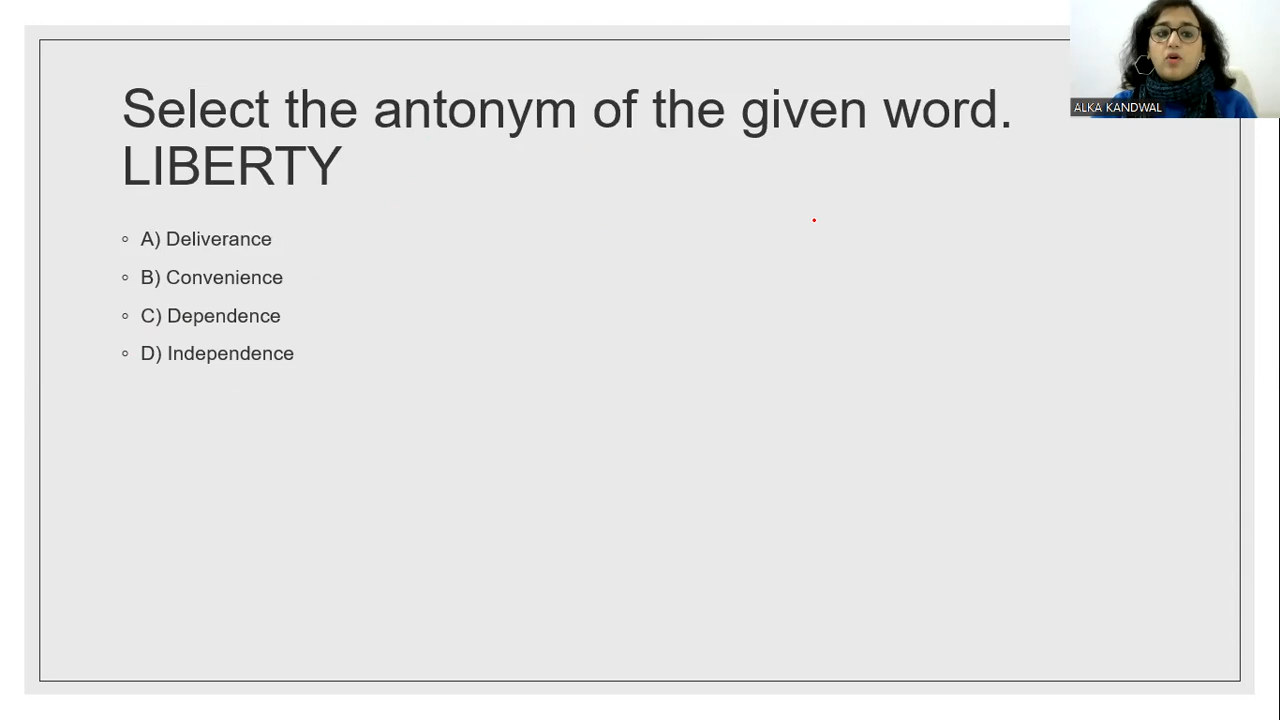 Select the antonym of the given word.
LIBERTY
ALKA KANDWAL
◦ A) Deliverance
◦ B) Convenience
◦ C) Dependence
◦ D) Independence